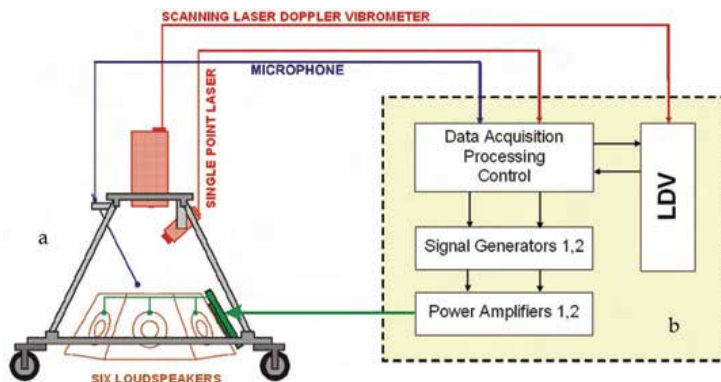 SCANNING LASER DOPPLER VIBROMETER
MICROPHONE
SINGLE POINT LASER
a
SIX LOUDSPEAKERS
Data Acquisition
Processing
Control
LDV
Signal Generators 1,2
Power Amplifiers 1,2
b